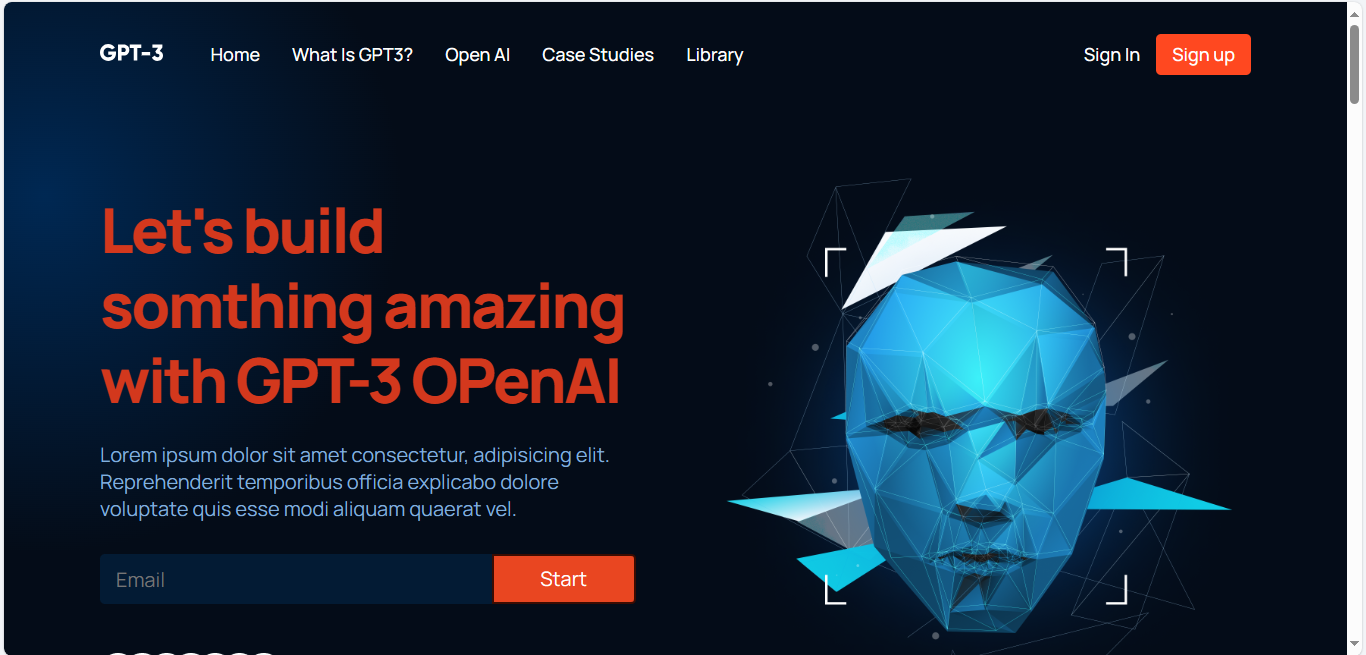 GPT-3 Home What Is GPT3? Open AI Case Studies Library Sign In Sign up
Let's build
somthing amazing
with GPT-3 OPenAI
Lorem ipsum dolor sit amet consectetur, adipisicing elit.
Reprehenderit temporibus officia explicabo dolore
voluptate quis esse modi aliquam quaerat vel.
Email Start